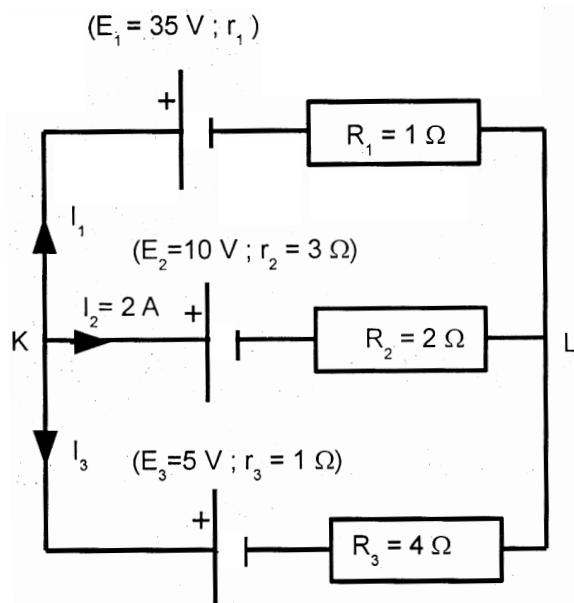 (E₁ = 35 V ; r₁ )
+
R₁ = 1 Ω
I₁
(E₂=10 V ; r₂ = 3 Ω)
I₂= 2 A
+
K
R₂ = 2 Ω
L
I₃
(E₃=5 V ; r₃ = 1 Ω)
+
R₃ = 4 Ω